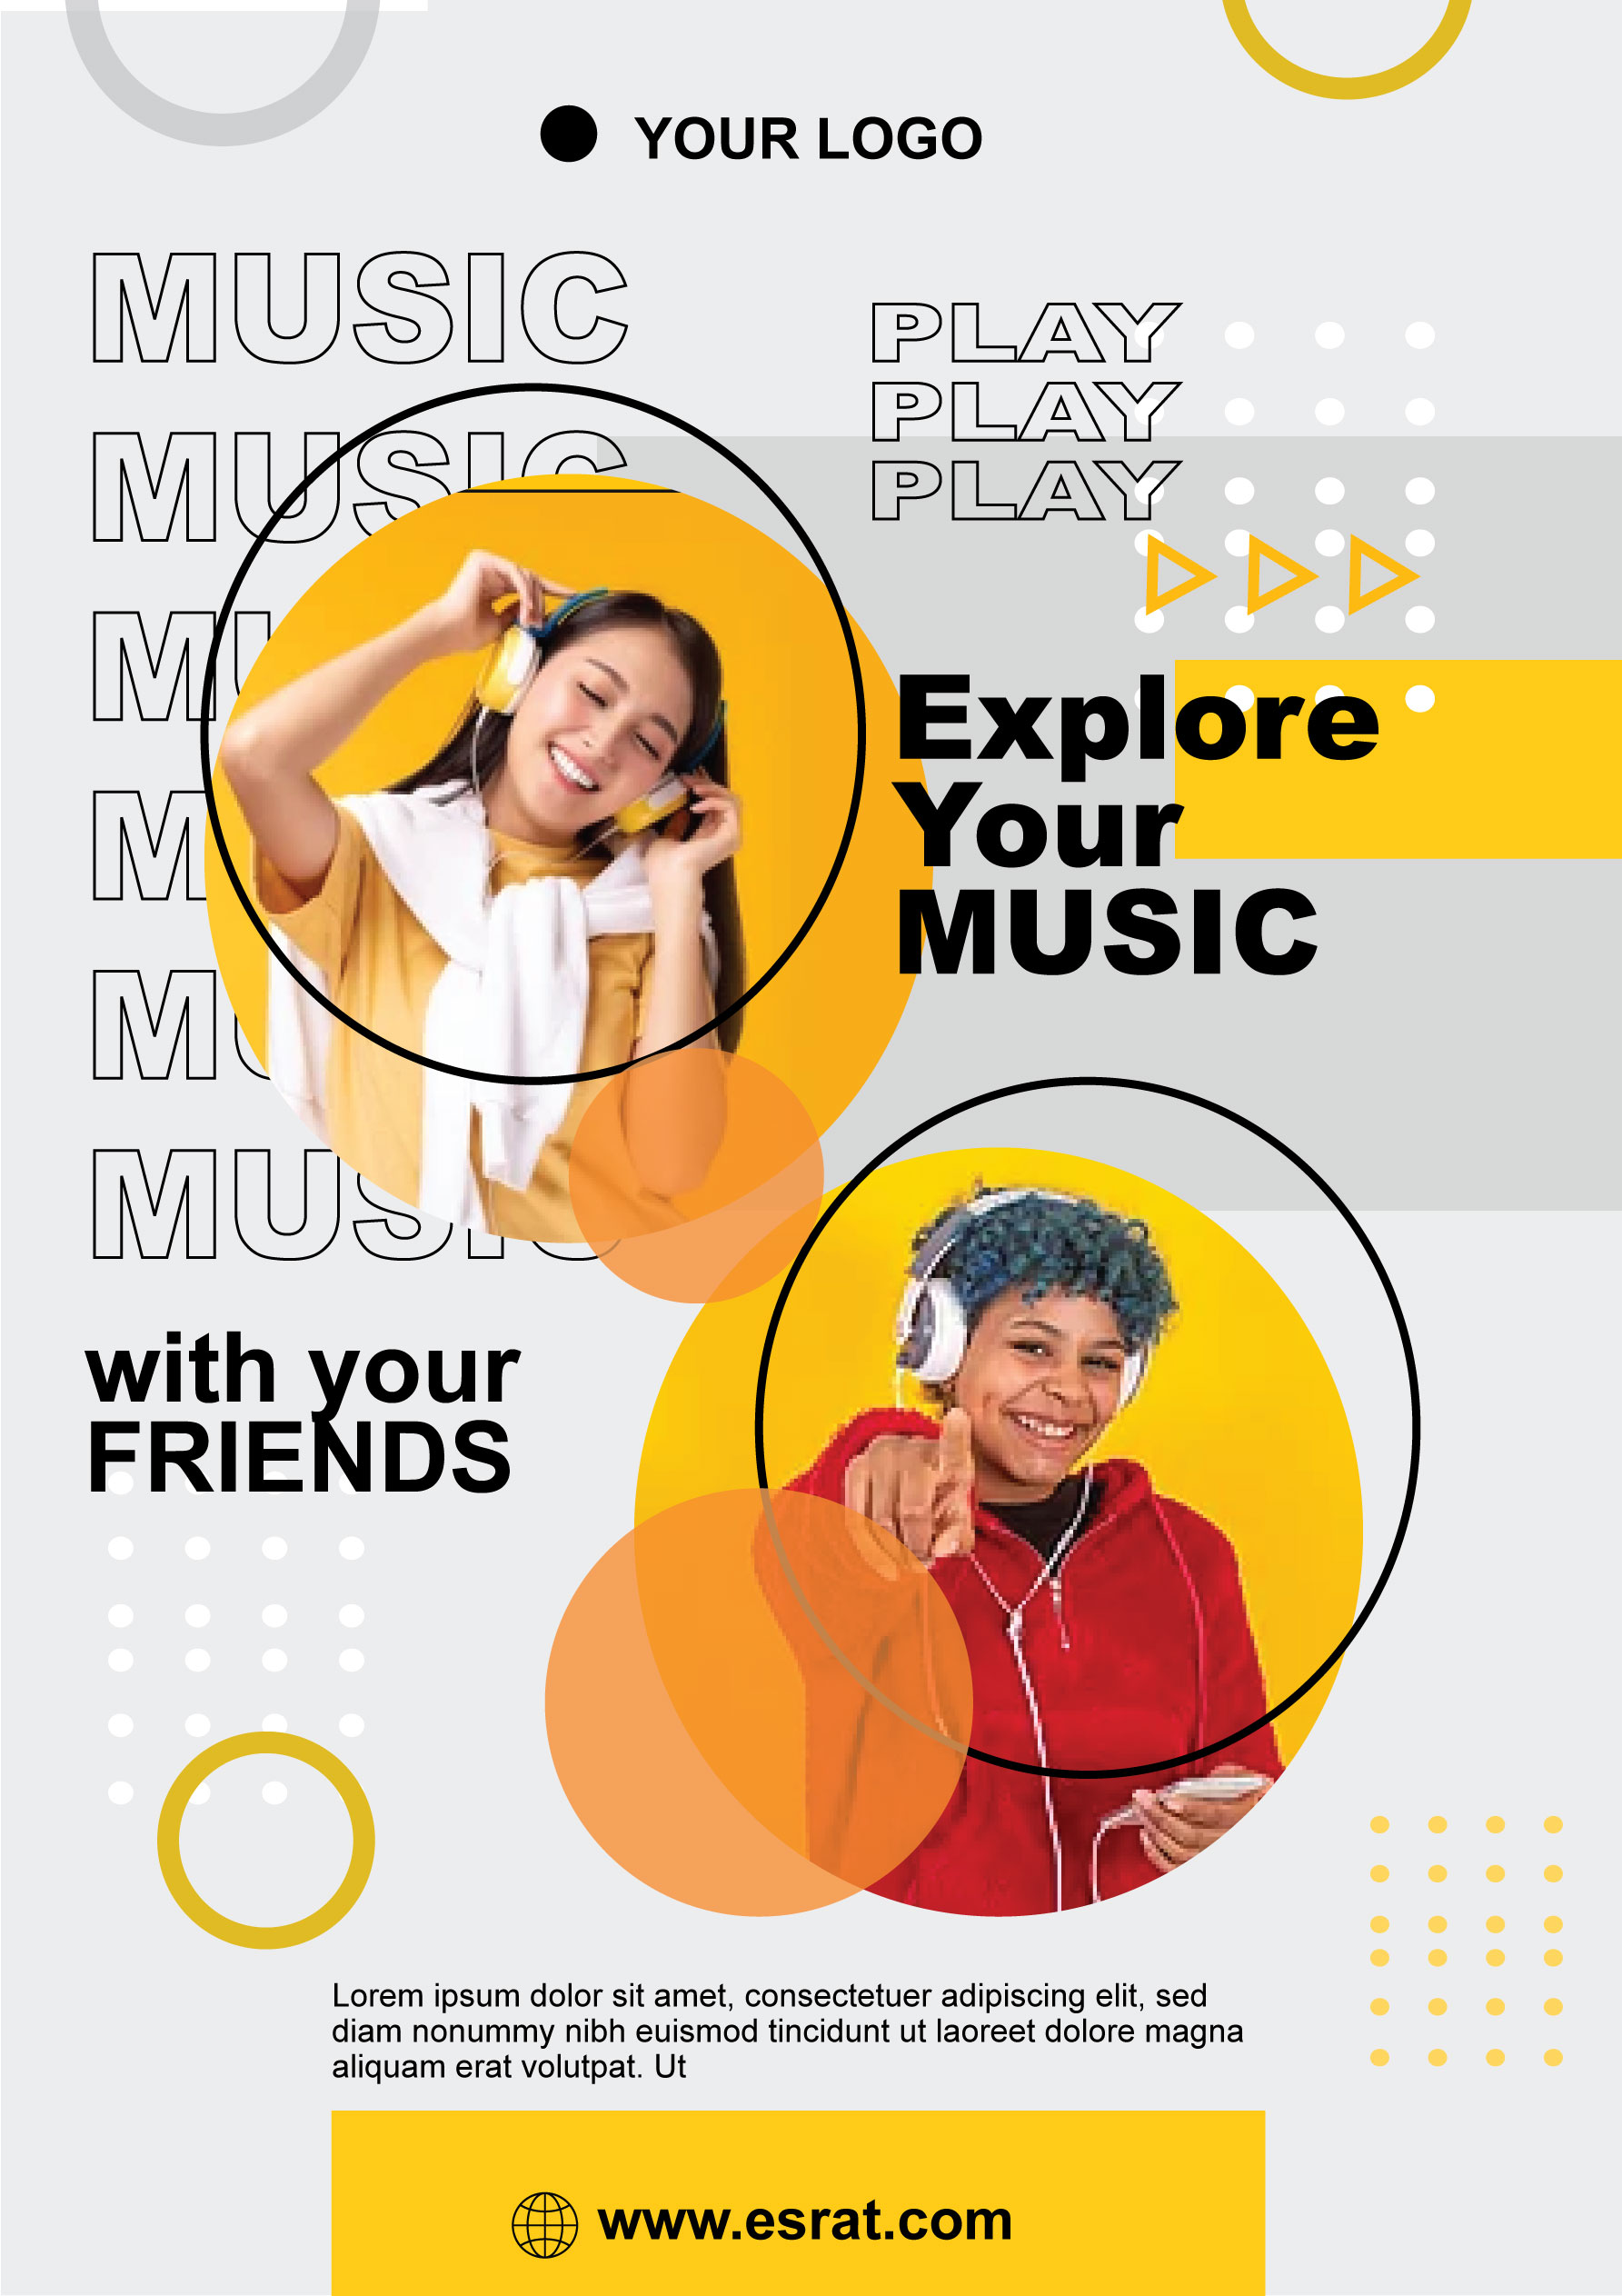 YOUR LOGO
MUSIC
MUSIC
MU
M
MU
MUSIC
PLAY
PLAY
PLAY
Explore
Your
MUSIC
with your
FRIENDS
Lorem ipsum dolor sit amet, consectetuer adipiscing elit, sed
diam nonummy nibh euismod tincidunt ut laoreet dolore magna
aliquam erat volutpat. Ut
www.esrat.com